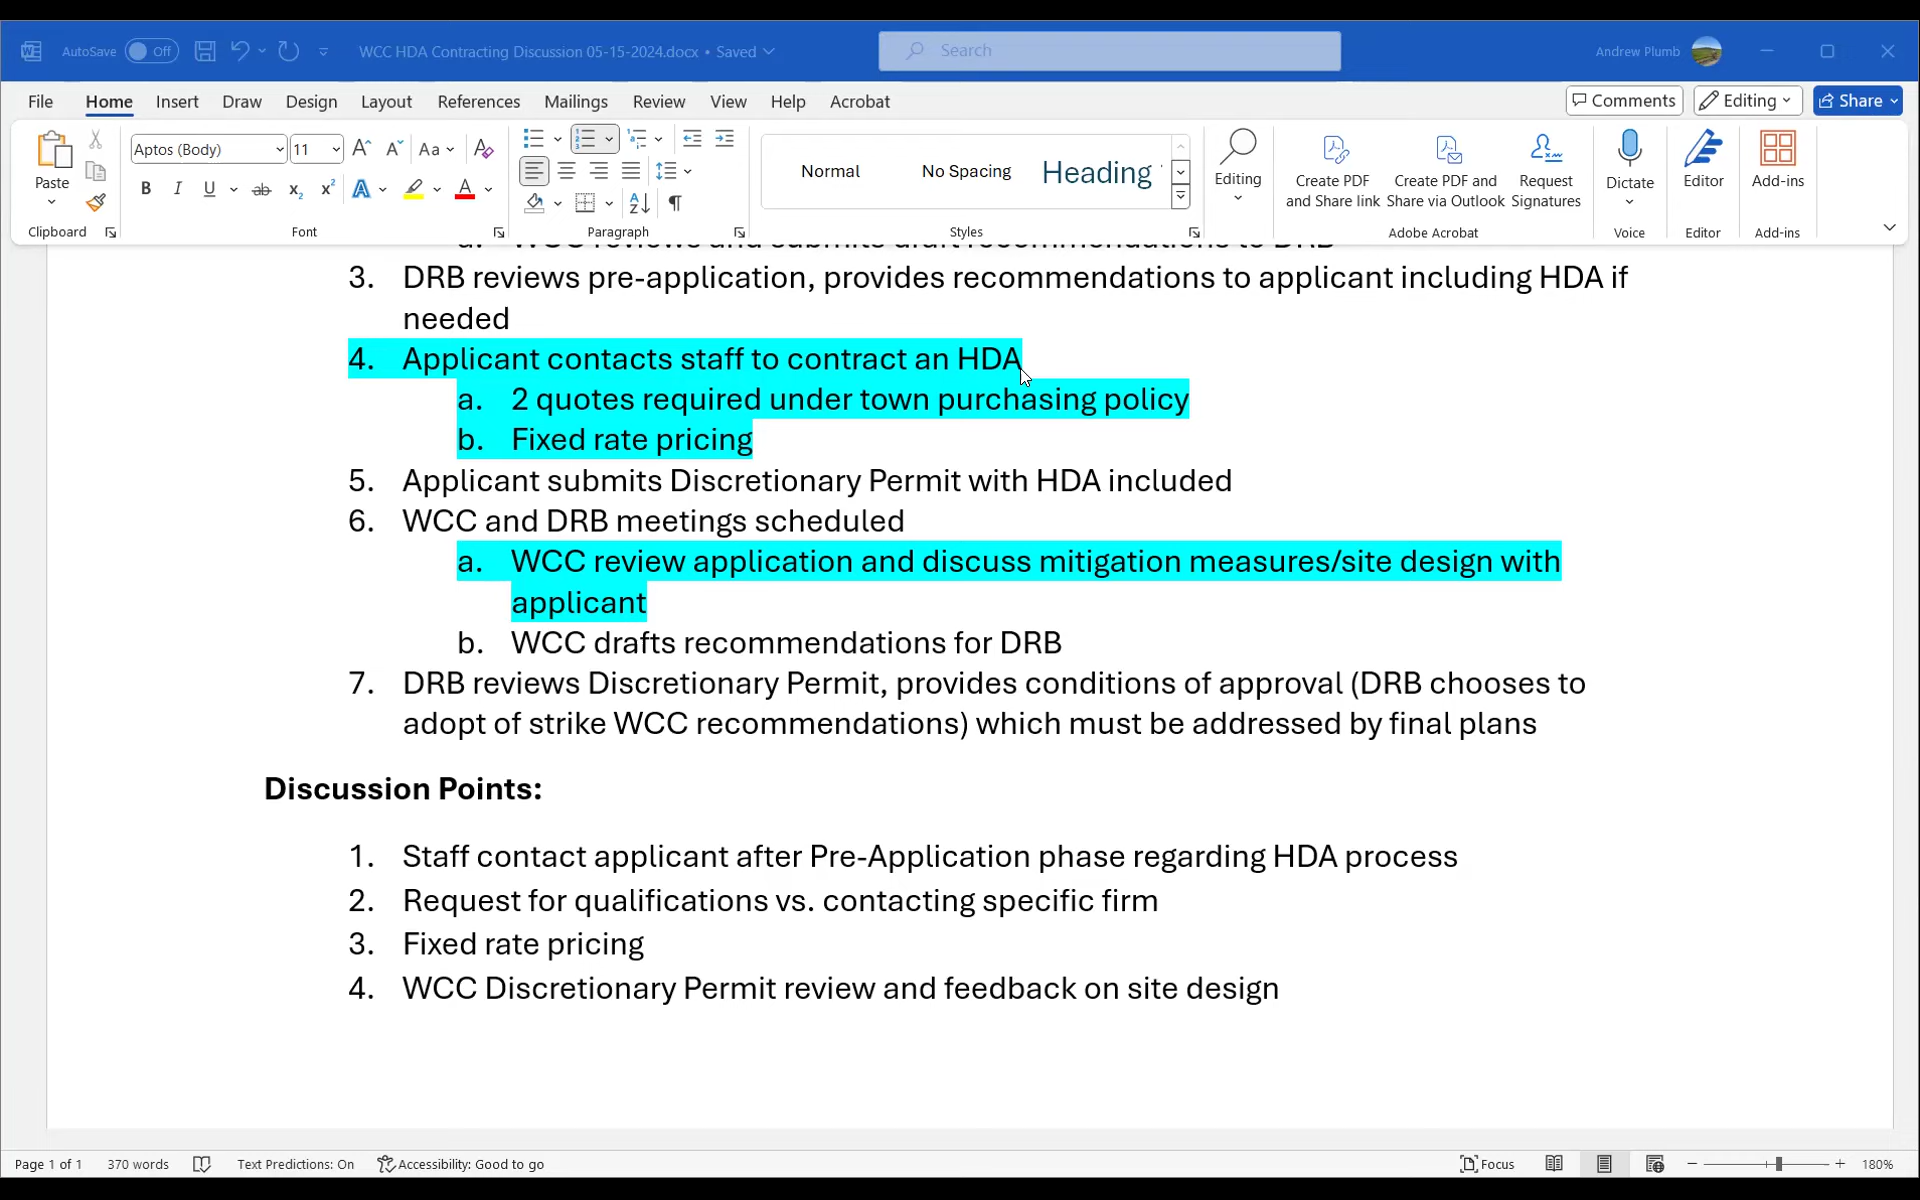 AutoSave Off WCC HDA Contracting Discussion 05-15-2024.docx • Saved Search Andrew Plumb
File Home Insert Draw Design Layout References Mailings Review View Help Acrobat Comments Editing Share
Paste Aptos (Body) 11 Normal No Spacing Heading Editing Create PDF and Share link Create PDF and Share via Outlook Request Signatures Dictate Editor Add-ins
Clipboard Font Paragraph Styles Adobe Acrobat Voice Editor Add-ins
a. WCC reviews and submits draft recommendations to DRB
3. DRB reviews pre-application, provides recommendations to applicant including HDA if
needed
4. Applicant contacts staff to contract an HDA
a. 2 quotes required under town purchasing policy
b. Fixed rate pricing
5. Applicant submits Discretionary Permit with HDA included
6. WCC and DRB meetings scheduled
a. WCC review application and discuss mitigation measures/site design with
applicant
b. WCC drafts recommendations for DRB
7. DRB reviews Discretionary Permit, provides conditions of approval (DRB chooses to
adopt of strike WCC recommendations) which must be addressed by final plans
Discussion Points:
1. Staff contact applicant after Pre-Application phase regarding HDA process
2. Request for qualifications vs. contacting specific firm
3. Fixed rate pricing
4. WCC Discretionary Permit review and feedback on site design
Page 1 of 1 370 words Text Predictions: On Accessibility: Good to go Focus 180%